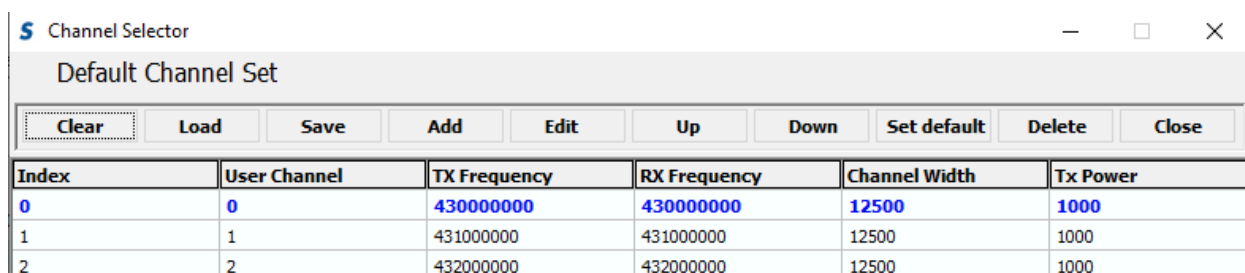 S Channel Selector
Default Channel Set
Clear Load Save Add Edit Up Down Set default Delete Close
Index User Channel TX Frequency RX Frequency Channel Width Tx Power
0 0 430000000 430000000 12500 1000
1 1 431000000 431000000 12500 1000
2 2 432000000 432000000 12500 1000